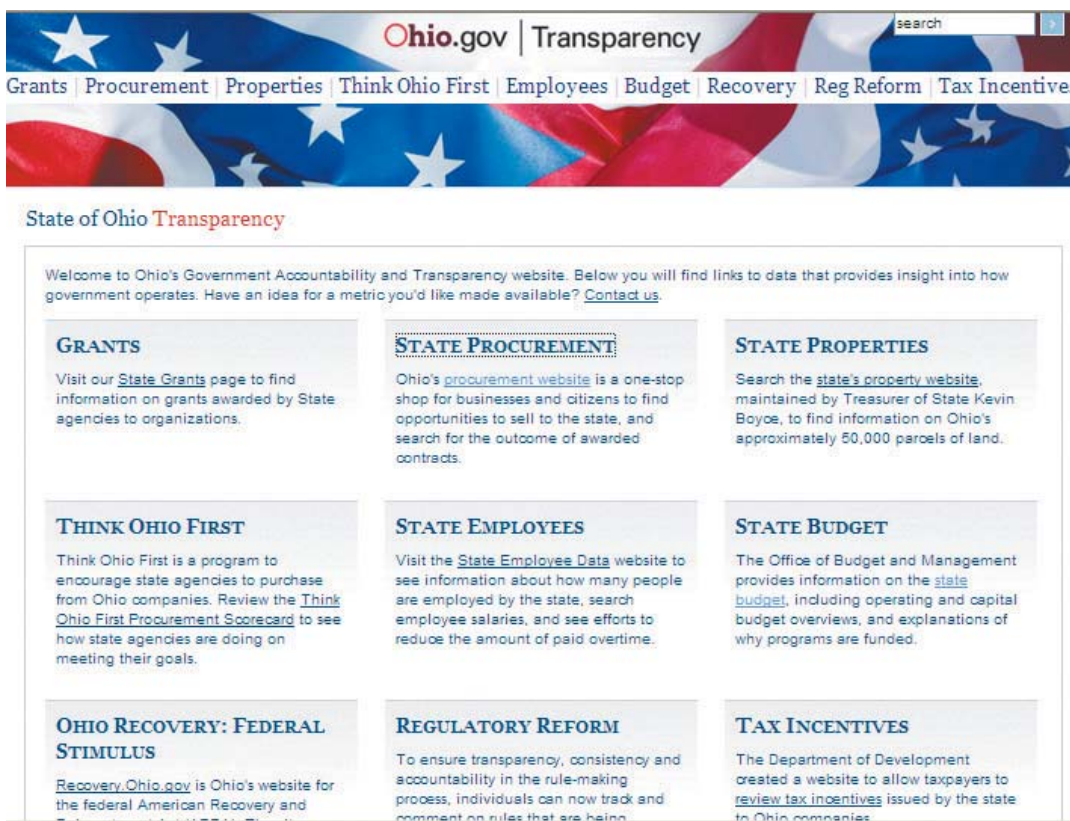 Ohio.gov | Transparency
search
Grants | Procurement | Properties | Think Ohio First | Employees | Budget | Recovery | Reg Reform | Tax Incentive
State of Ohio Transparency
Welcome to Ohio's Government Accountability and Transparency website. Below you will find links to data that provides insight into how
government operates. Have an idea for a metric you'd like made available? Contact us.
GRANTS
Visit our State Grants page to find
information on grants awarded by State
agencies to organizations.
STATE PROCUREMENT
Ohio's procurement website is a one-stop
shop for businesses and citizens to find
opportunities to sell to the state, and
search for the outcome of awarded
contracts.
STATE PROPERTIES
Search the state's property website,
maintained by Treasurer of State Kevin
Boyce, to find information on Ohio's
approximately 50,000 parcels of land.
THINK OHIO FIRST
Think Ohio First is a program to
encourage state agencies to purchase
from Ohio companies. Review the Think
Ohio First Procurement Scorecard to see
how state agencies are doing on
meeting their goals.
STATE EMPLOYEES
Visit the State Employee Data website to
see information about how many people
are employed by the state, search
employee salaries, and see efforts to
reduce the amount of paid overtime.
STATE BUDGET
The Office of Budget and Management
provides information on the state
budget, including operating and capital
budget overviews, and explanations of
why programs are funded.
OHIO RECOVERY: FEDERAL
STIMULUS
Recovery.Ohio.gov is Ohio's website for
the federal American Recovery and
REGULATORY REFORM
To ensure transparency, consistency and
accountability in the rule-making
process, individuals can now track and
comment on rules that are being
TAX INCENTIVES
The Department of Development
created a website to allow taxpayers to
review tax incentives issued by the state
to Ohio companies.